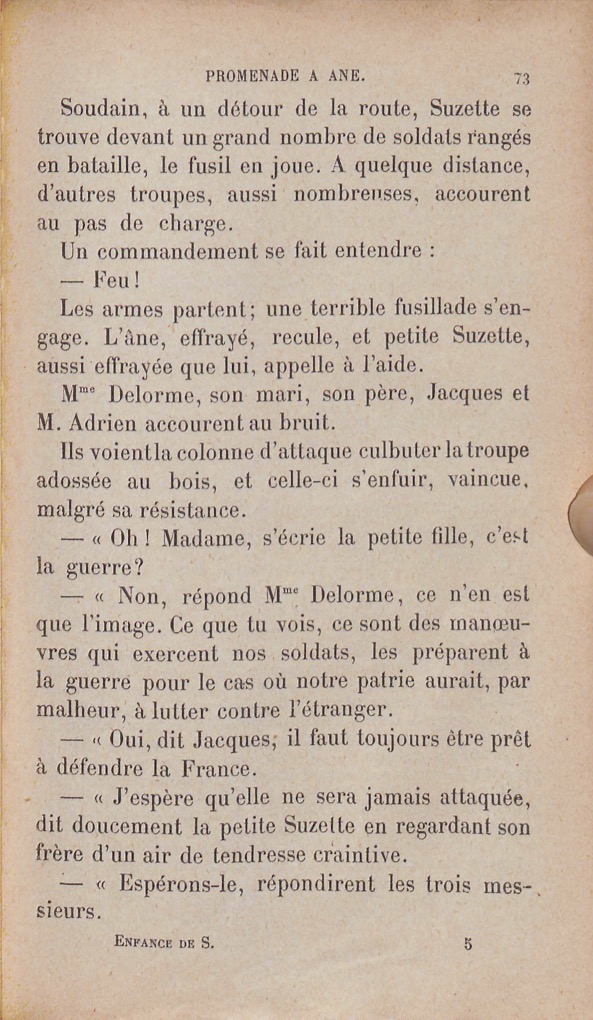 PROMENADE A ANE. 73
Soudain, à un détour de la route, Suzette se
trouve devant un grand nombre de soldats rangés
en bataille, le fusil en joue. A quelque distance,
d'autres troupes, aussi nombreuses, accourent
au pas de charge.
Un commandement se fait entendre :
— Feu !
Les armes partent; une terrible fusillade s'en-
gage. L'âne, effrayé, recule, et petite Suzette,
aussi effrayée que lui, appelle à l'aide.
Mme Delorme, son mari, son père, Jacques et
M. Adrien accourent au bruit.
Ils voient la colonne d'attaque culbuter la troupe
adossée au bois, et celle-ci s'enfuir, vaincue,
malgré sa résistance.
— « Oh ! Madame, s'écrie la petite fille, c'est
la guerre?
— « Non, répond Mme Delorme, ce n'en est
que l'image. Ce que tu vois, ce sont des manœu-
vres qui exercent nos soldats, les préparent à
la guerre pour le cas où notre patrie aurait, par
malheur, à lutter contre l'étranger.
— « Oui, dit Jacques, il faut toujours être prêt
à défendre la France.
— « J'espère qu'elle ne sera jamais attaquée,
dit doucement la petite Suzette en regardant son
frère d'un air de tendresse craintive.
— « Espérons-le, répondirent les trois mes-
sieurs.
ENFANCE DE S. 5